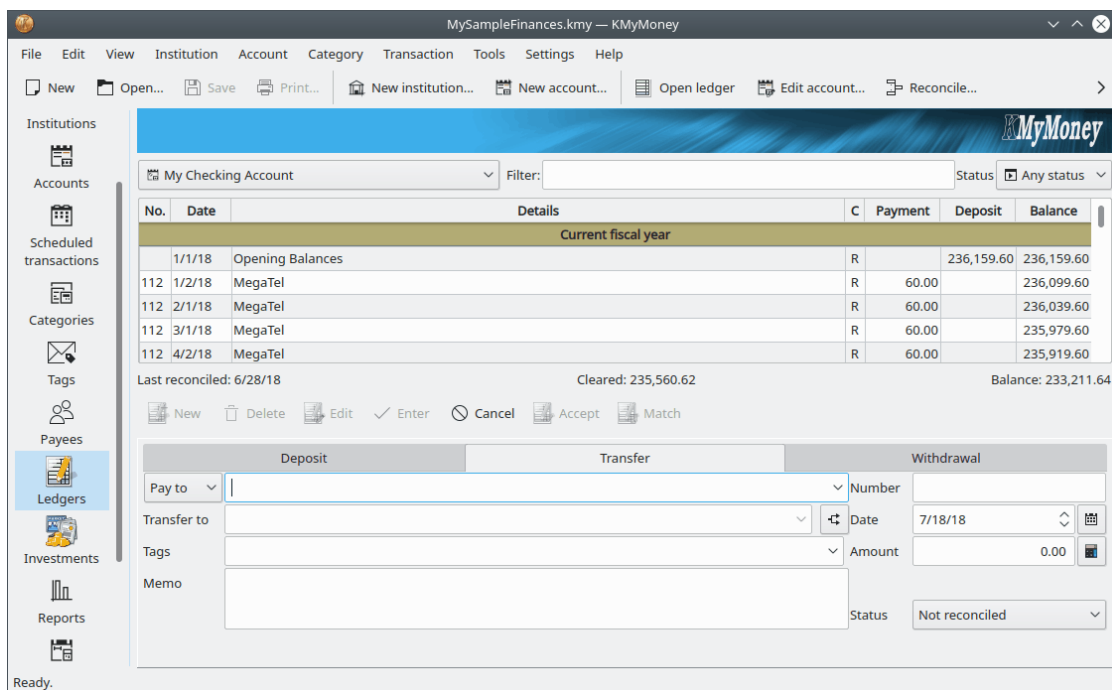 MySampleFinances.kmy — KMyMoney
File Edit View Institution Account Category Transaction Tools Settings Help
New Open... Save Print... New institution... New account... Open ledger Edit account... Reconcile...
Institutions
Accounts
Scheduled
transactions
Categories
Tags
Payees
Ledgers
Investments
Reports
KMyMoney
My Checking Account Filter: Status Any status
No. Date Details C Payment Deposit Balance
Current fiscal year
1/1/18 Opening Balances R 236,159.60 236,159.60
112 1/2/18 MegaTel R 60.00 236,099.60
112 2/1/18 MegaTel R 60.00 236,039.60
112 3/1/18 MegaTel R 60.00 235,979.60
112 4/2/18 MegaTel R 60.00 235,919.60
Last reconciled: 6/28/18 Cleared: 235,560.62 Balance: 233,211.64
New Delete Edit Enter Cancel Accept Match
Deposit Transfer Withdrawal
Pay to Number
Transfer to Date 7/18/18
Tags Amount 0.00
Memo
Status Not reconciled
Ready.